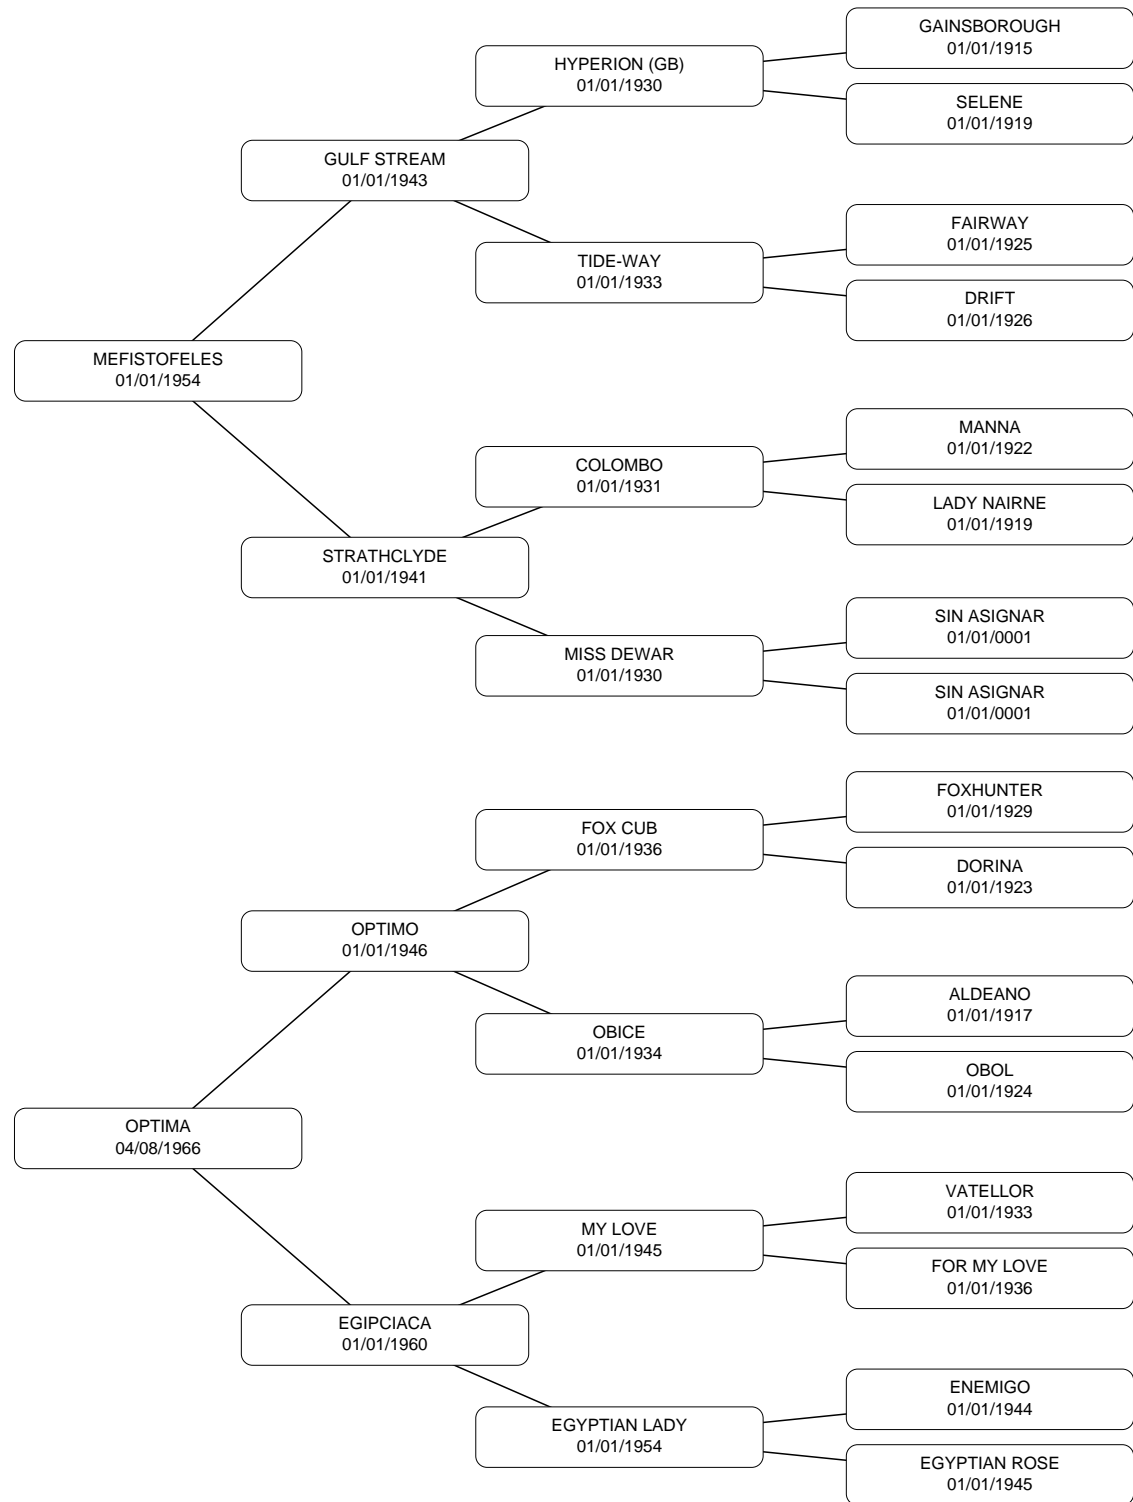 GAINSBOROUGH
01/01/1915
HYPERION (GB)
01/01/1930
SELENE
01/01/1919
GULF STREAM
01/01/1943
FAIRWAY
01/01/1925
TIDE-WAY
01/01/1933
DRIFT
01/01/1926
MEFISTOFELES
01/01/1954
MANNA
01/01/1922
COLOMBO
01/01/1931
LADY NAIRNE
01/01/1919
STRATHCLYDE
01/01/1941
SIN ASIGNAR
01/01/0001
MISS DEWAR
01/01/1930
SIN ASIGNAR
01/01/0001
FOXHUNTER
01/01/1929
FOX CUB
01/01/1936
DORINA
01/01/1923
OPTIMO
01/01/1946
ALDEANO
01/01/1917
OBICE
01/01/1934
OBOL
01/01/1924
OPTIMA
04/08/1966
VATELLOR
01/01/1933
MY LOVE
01/01/1945
FOR MY LOVE
01/01/1936
EGIPCIACA
01/01/1960
ENEMIGO
01/01/1944
EGYPTIAN LADY
01/01/1954
EGYPTIAN ROSE
01/01/1945